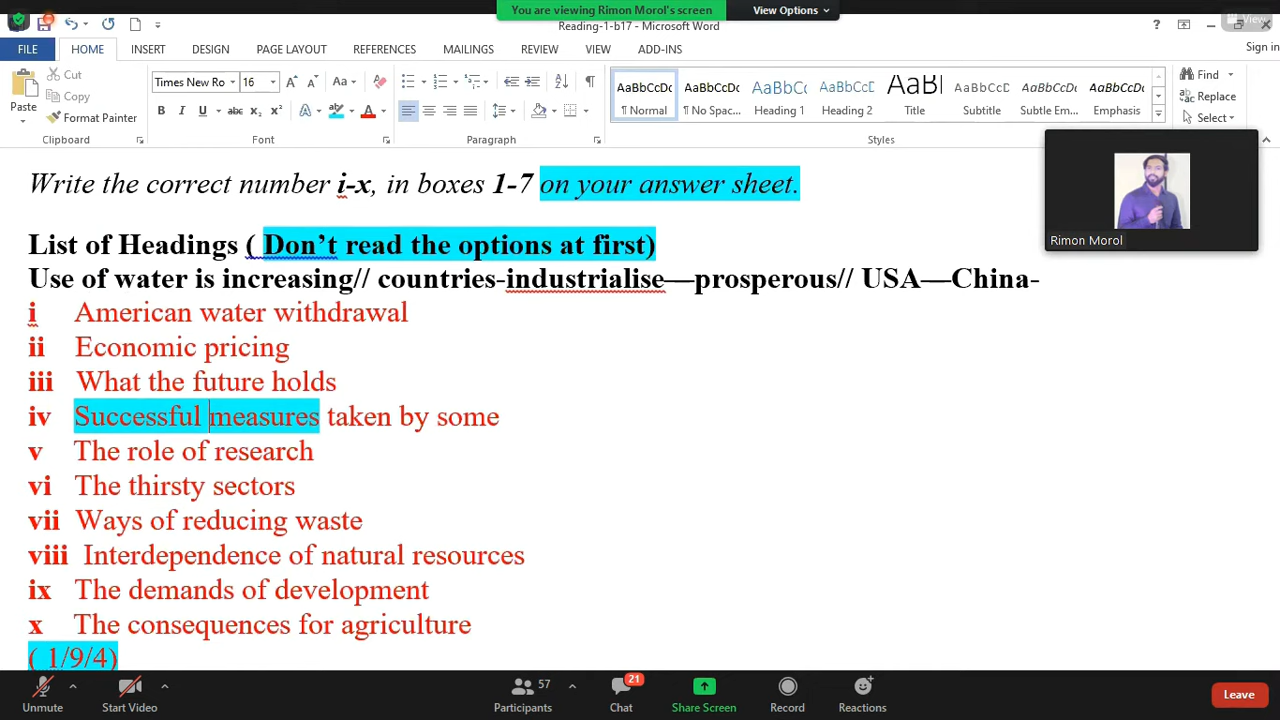 You are viewing Rimon Morol's screen
View Options
View
Reading-1-b17 - Microsoft Word
FILE HOME INSERT DESIGN PAGE LAYOUT REFERENCES MAILINGS REVIEW VIEW ADD-INS Sign in
Cut
Copy
Format Painter
Paste
Times New Ro 16
AaBbCcDc AaBbCcDc AaBbCc AaBbCc AaBl AaBbCcD AaBbCcDc AaBbCcDc
¶ Normal ¶ No Spac... Heading 1 Heading 2 Title Subtitle Subtle Em... Emphasis
Find
Replace
Select
Clipboard Font Paragraph Styles
Write the correct number i-x, in boxes 1-7 on your answer sheet.
List of Headings ( Don’t read the options at first)
Use of water is increasing// countries-industrialise—prosperous// USA—China-
i American water withdrawal
ii Economic pricing
iii What the future holds
iv Successful measures taken by some
v The role of research
vi The thirsty sectors
vii Ways of reducing waste
viii Interdependence of natural resources
ix The demands of development
x The consequences for agriculture
( 1/9/4)
Rimon Morol
Unmute
Start Video
57
Participants
21
Chat
Share Screen
Record
Reactions
Leave